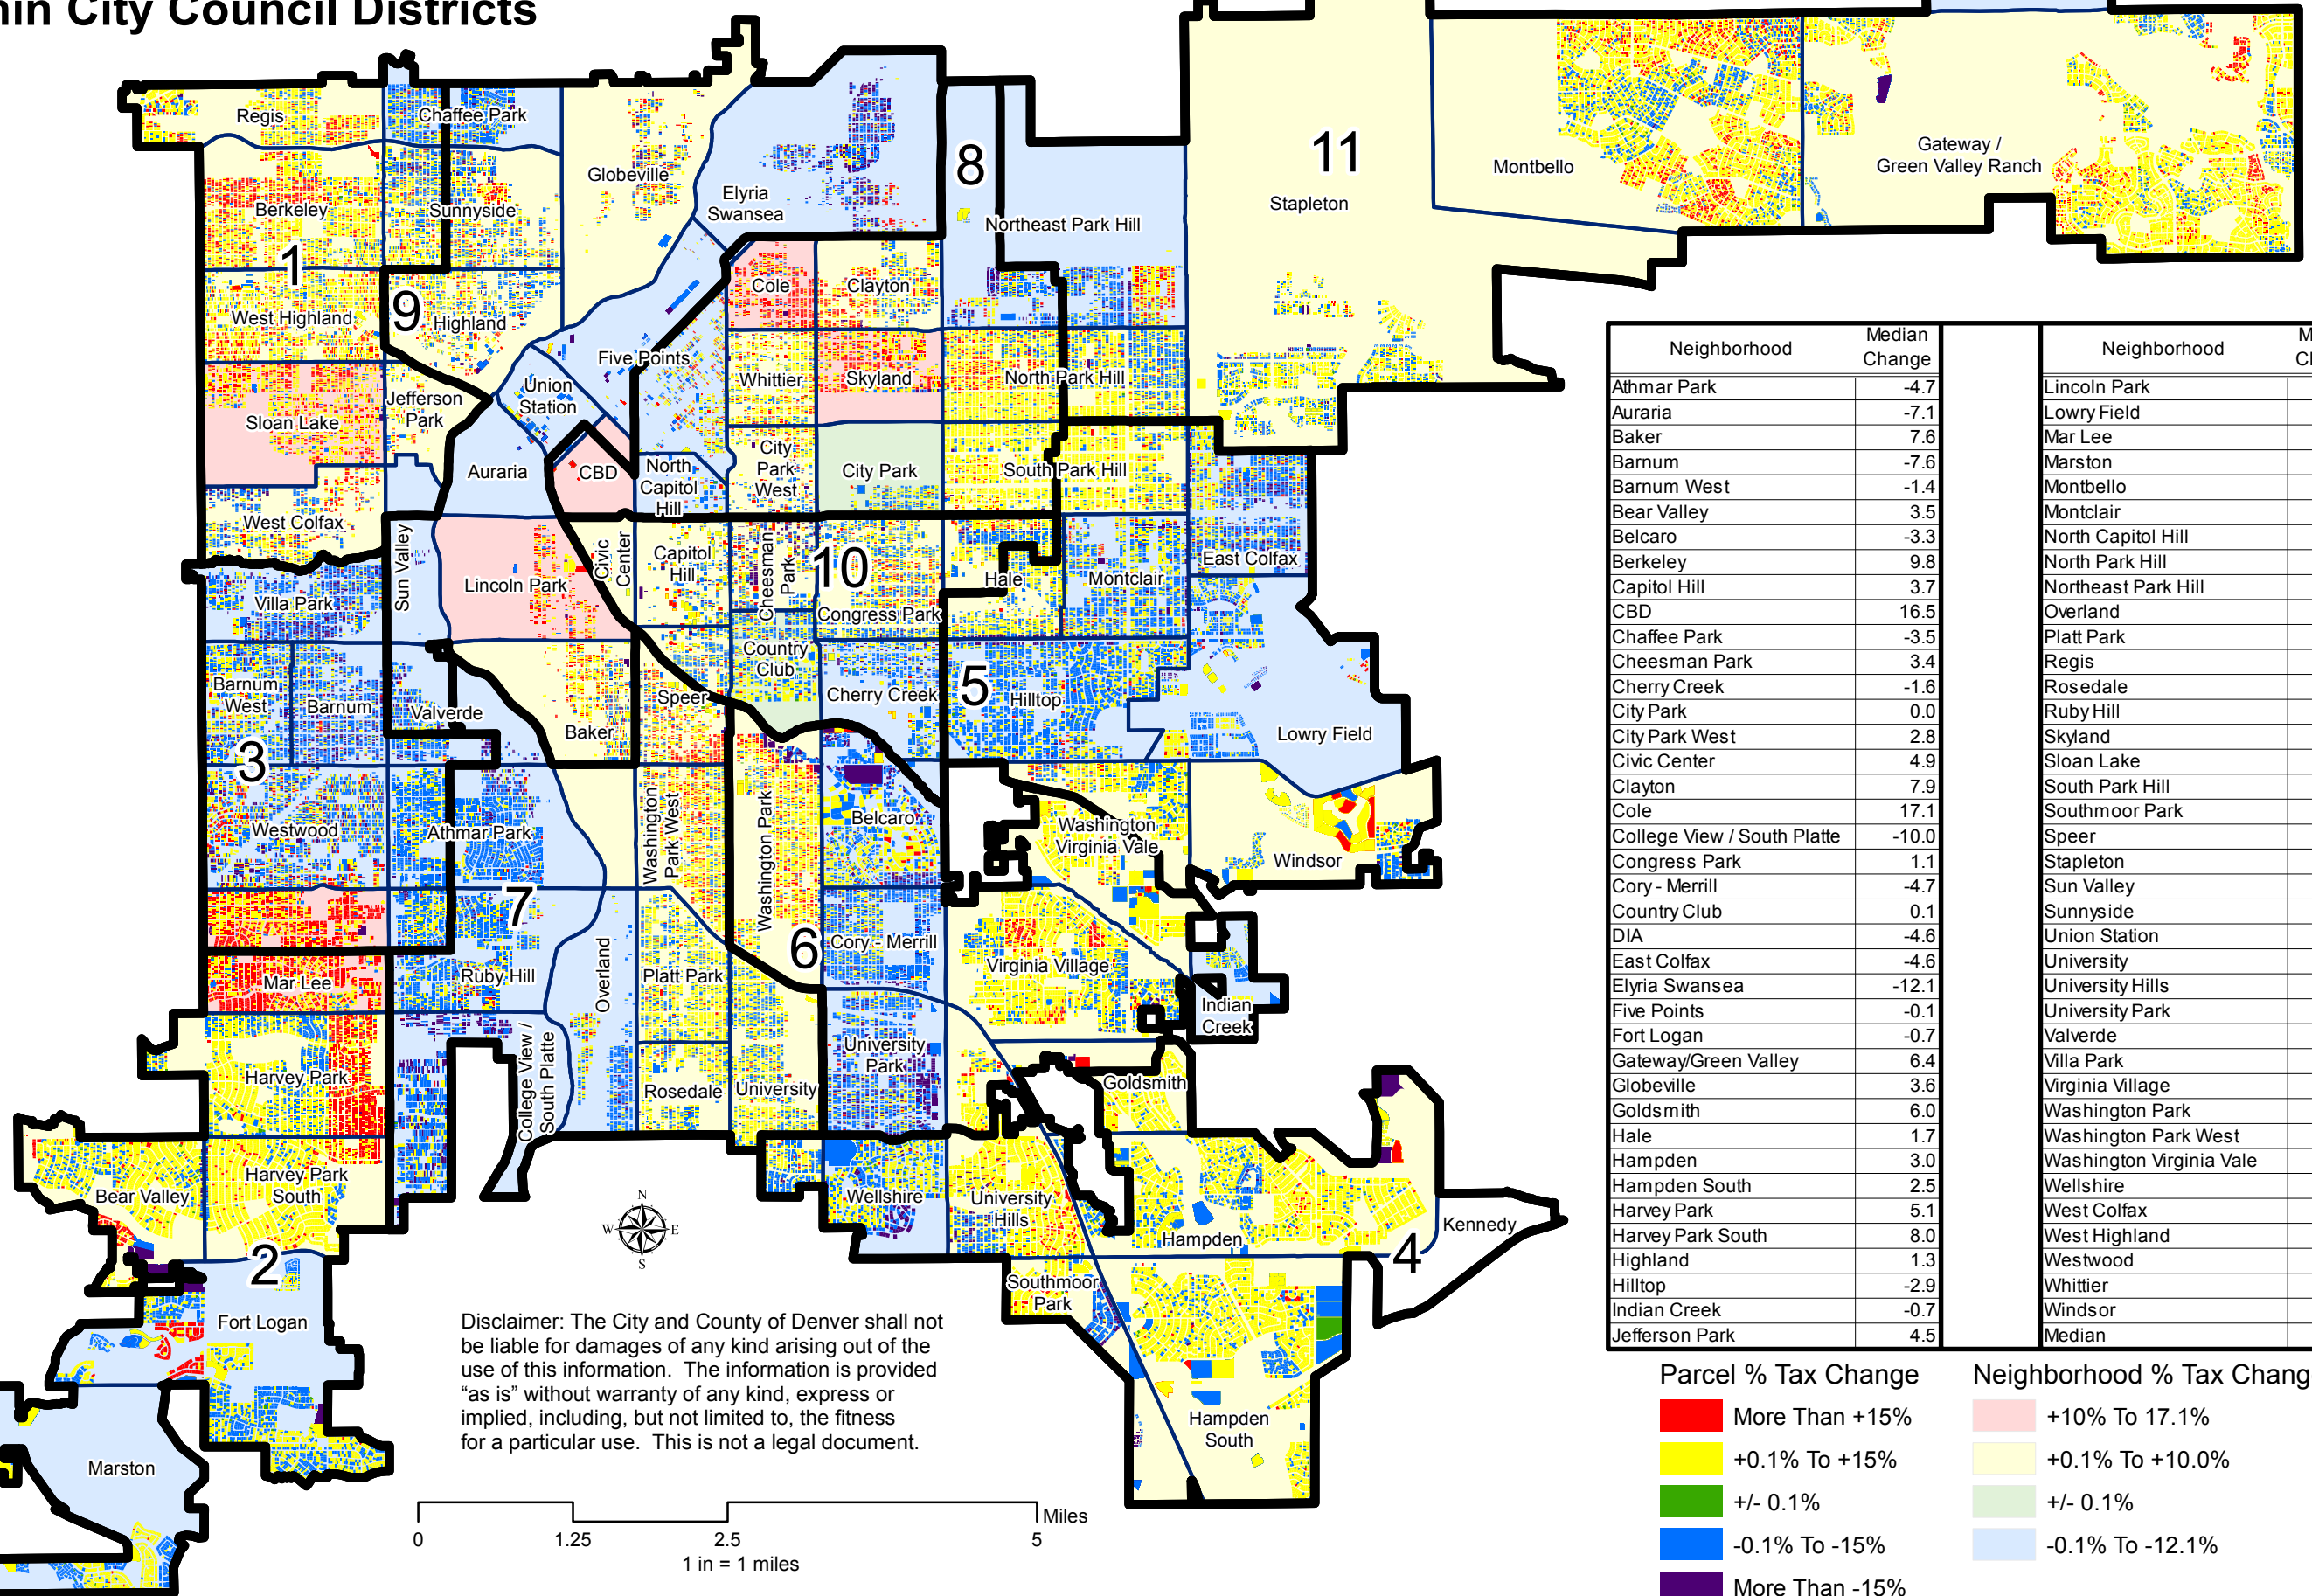 in City Council Districts
Regis
Chaffee Park
Globeville
Elyria
Swansea
8
11
Montbello
Gateway /
Green Valley Ranch
Berkeley
Sunnyside
Northeast Park Hill
Stapleton
1
9
Cole
Clayton
West Highland
Highland
Five Points
Union
Station
Whittier
Skyland
North Park Hill
Jefferson
Park
Sloan Lake
Auraria
CBD
North
Capitol
Hill
City
Park
West
City Park
South Park Hill
West Colfax
Sun Valley
Lincoln Park
Civic
Center
Capitol
Hill
Cheesman
Park
10
Congress Park
Hale
Montclair
East Colfax
Villa Park
Barnum
West
Barnum
Valverde
Baker
Speer
Country
Club
Cherry Creek
5
Hilltop
Lowry Field
3
Westwood
Athmar Park
Washington
Park West
Washington Park
Belcaro
Washington
Virginia Vale
Windsor
7
6
Cory - Merrill
Mar Lee
Ruby Hill
Overland
Platt Park
Virginia Village
Indian
Creek
Harvey Park
College View /
South Platte
Rosedale
University
University
Park
Goldsmith
Bear Valley
Harvey Park
South
Wellshire
University
Hills
Hampden
Kennedy
2
4
Fort Logan
Southmoor
Park
Hampden
South
Marston
N
W
E
S
Disclaimer: The City and County of Denver shall not
be liable for damages of any kind arising out of the
use of this information. The information is provided
“as is” without warranty of any kind, express or
implied, including, but not limited to, the fitness
for a particular use. This is not a legal document.
Miles
0 1.25 2.5 5
1 in = 1 miles
Neighborhood Median Change Neighborhood
Athmar Park -4.7 Lincoln Park
Auraria -7.1 Lowry Field
Baker 7.6 Mar Lee
Barnum -7.6 Marston
Barnum West -1.4 Montbello
Bear Valley 3.5 Montclair
Belcaro -3.3 North Capitol Hill
Berkeley 9.8 North Park Hill
Capitol Hill 3.7 Northeast Park Hill
CBD 16.5 Overland
Chaffee Park -3.5 Platt Park
Cheesman Park 3.4 Regis
Cherry Creek -1.6 Rosedale
City Park 0.0 Ruby Hill
City Park West 2.8 Skyland
Civic Center 4.9 Sloan Lake
Clayton 7.9 South Park Hill
Cole 17.1 Southmoor Park
College View / South Platte -10.0 Speer
Congress Park 1.1 Stapleton
Cory - Merrill -4.7 Sun Valley
Country Club 0.1 Sunnyside
DIA -4.6 Union Station
East Colfax -4.6 University
Elyria Swansea -12.1 University Hills
Five Points -0.1 University Park
Fort Logan -0.7 Valverde
Gateway/Green Valley 6.4 Villa Park
Globeville 3.6 Virginia Village
Goldsmith 6.0 Washington Park
Hale 1.7 Washington Park West
Hampden 3.0 Washington Virginia Vale
Hampden South 2.5 Wellshire
Harvey Park 5.1 West Colfax
Harvey Park South 8.0 West Highland
Highland 1.3 Westwood
Hilltop -2.9 Whittier
Indian Creek -0.7 Windsor
Jefferson Park 4.5 Median
Parcel % Tax Change
More Than +15%
+0.1% To +15%
+/- 0.1%
-0.1% To -15%
More Than -15%
Neighborhood % Tax Chang
+10% To 17.1%
+0.1% To +10.0%
+/- 0.1%
-0.1% To -12.1%